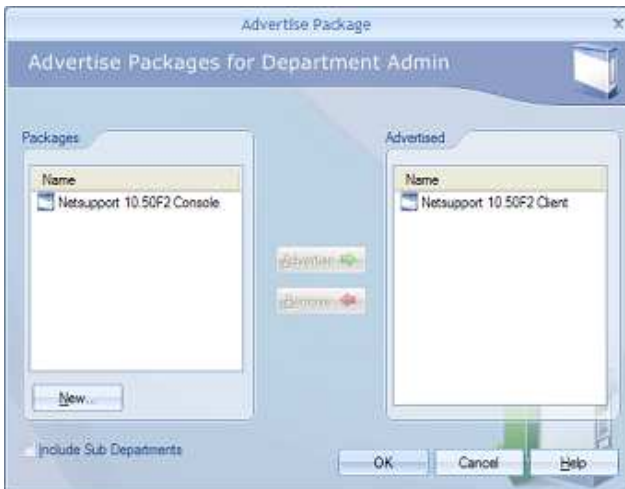 Advertise Package
Advertise Packages for Department Admin
Packages
Name
Netsupport 10.50F2 Console
New...
Include Sub Departments
Advertise
Remove
Advertised
Name
Netsupport 10.50F2 Client
OK
Cancel
Help